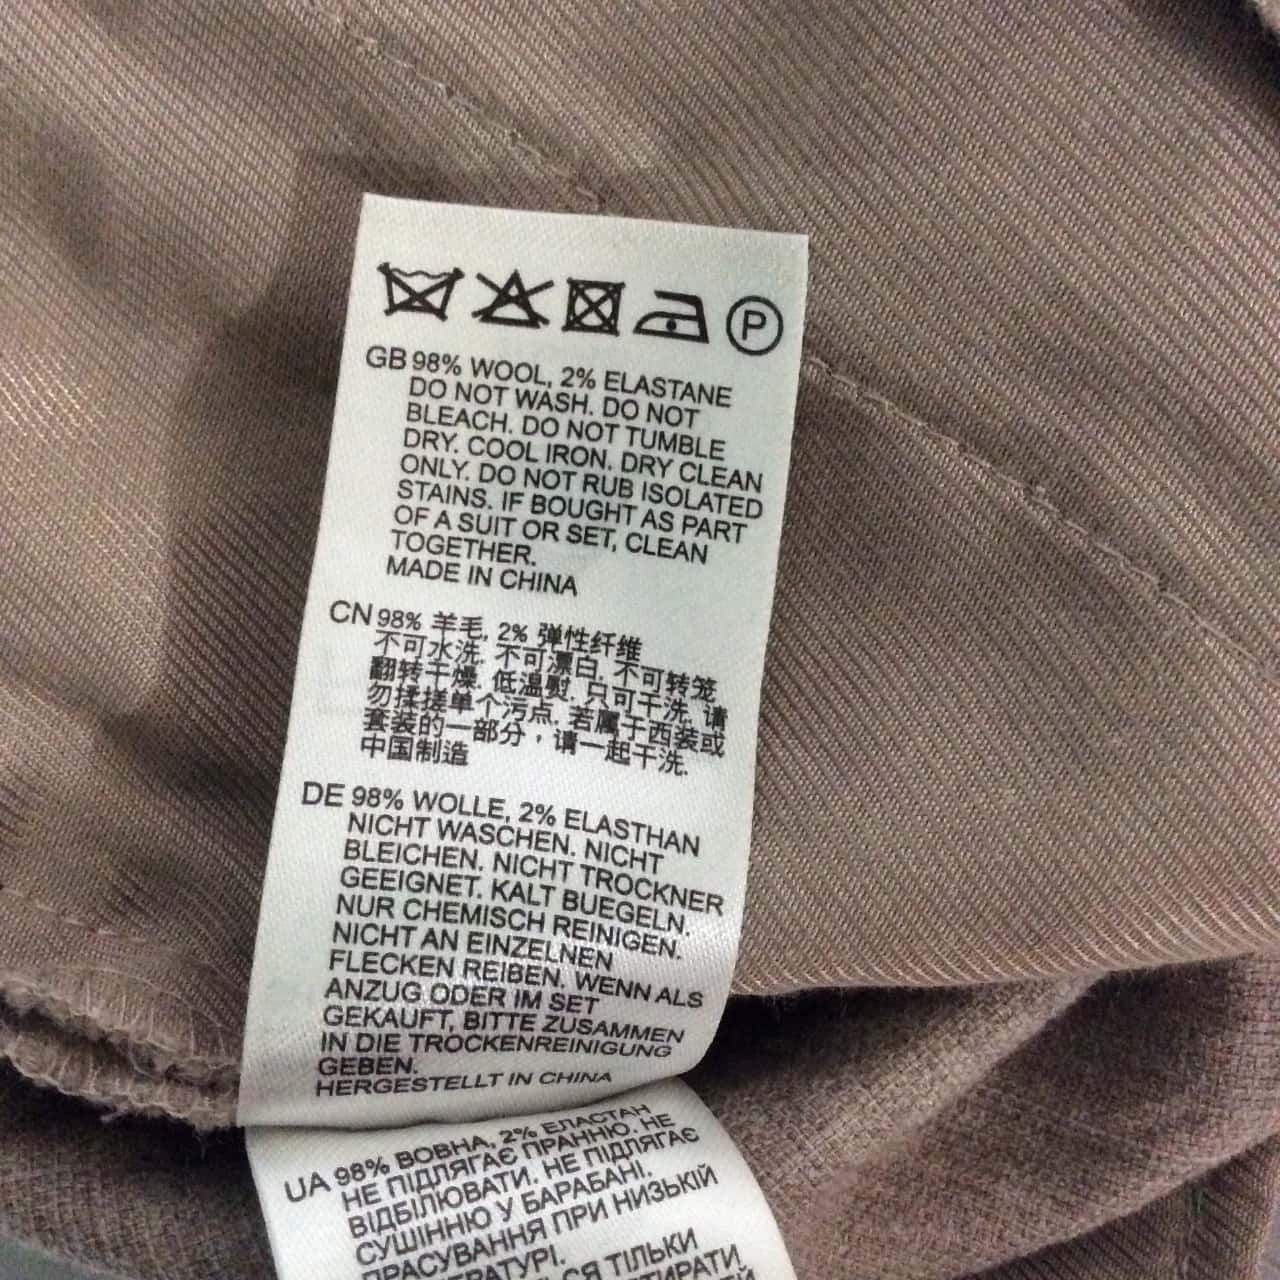 P
GB 98% WOOL, 2% ELASTANE
DO NOT WASH. DO NOT
BLEACH. DO NOT TUMBLE
DRY. COOL IRON. DRY CLEAN
ONLY. DO NOT RUB ISOLATED
STAINS. IF BOUGHT AS PART
OF A SUIT OR SET, CLEAN
TOGETHER.
MADE IN CHINA
CN 98% 羊毛, 2% 弹性纤维
不可水洗. 不可漂白. 不可转笼
翻转干燥. 低温熨. 只可干洗. 请
勿揉搓单个污点. 若属于西装或
套装的一部分，请一起干洗.
中国制造
DE 98% WOLLE, 2% ELASTHAN
NICHT WASCHEN. NICHT
BLEICHEN. NICHT TROCKNER
GEEIGNET. KALT BUEGELN.
NUR CHEMISCH REINIGEN.
NICHT AN EINZELNEN
FLECKEN REIBEN. WENN ALS
ANZUG ODER IM SET
GEKAUFT, BITTE ZUSAMMEN
IN DIE TROCKENREINIGUNG
GEBEN.
HERGESTELLT IN CHINA
UA 98% ВОВНА, 2% ЕЛАСТАН
НЕ ПІДЛЯГАЄ ПРАННЮ. НЕ
ВІДБІЛЮВАТИ. НЕ ПІДЛЯГАЄ
СУШІННЮ У БАРАБАНІ.
ПРАСУВАННЯ ПРИ НИЗЬКІЙ
ТІЛЬКИ